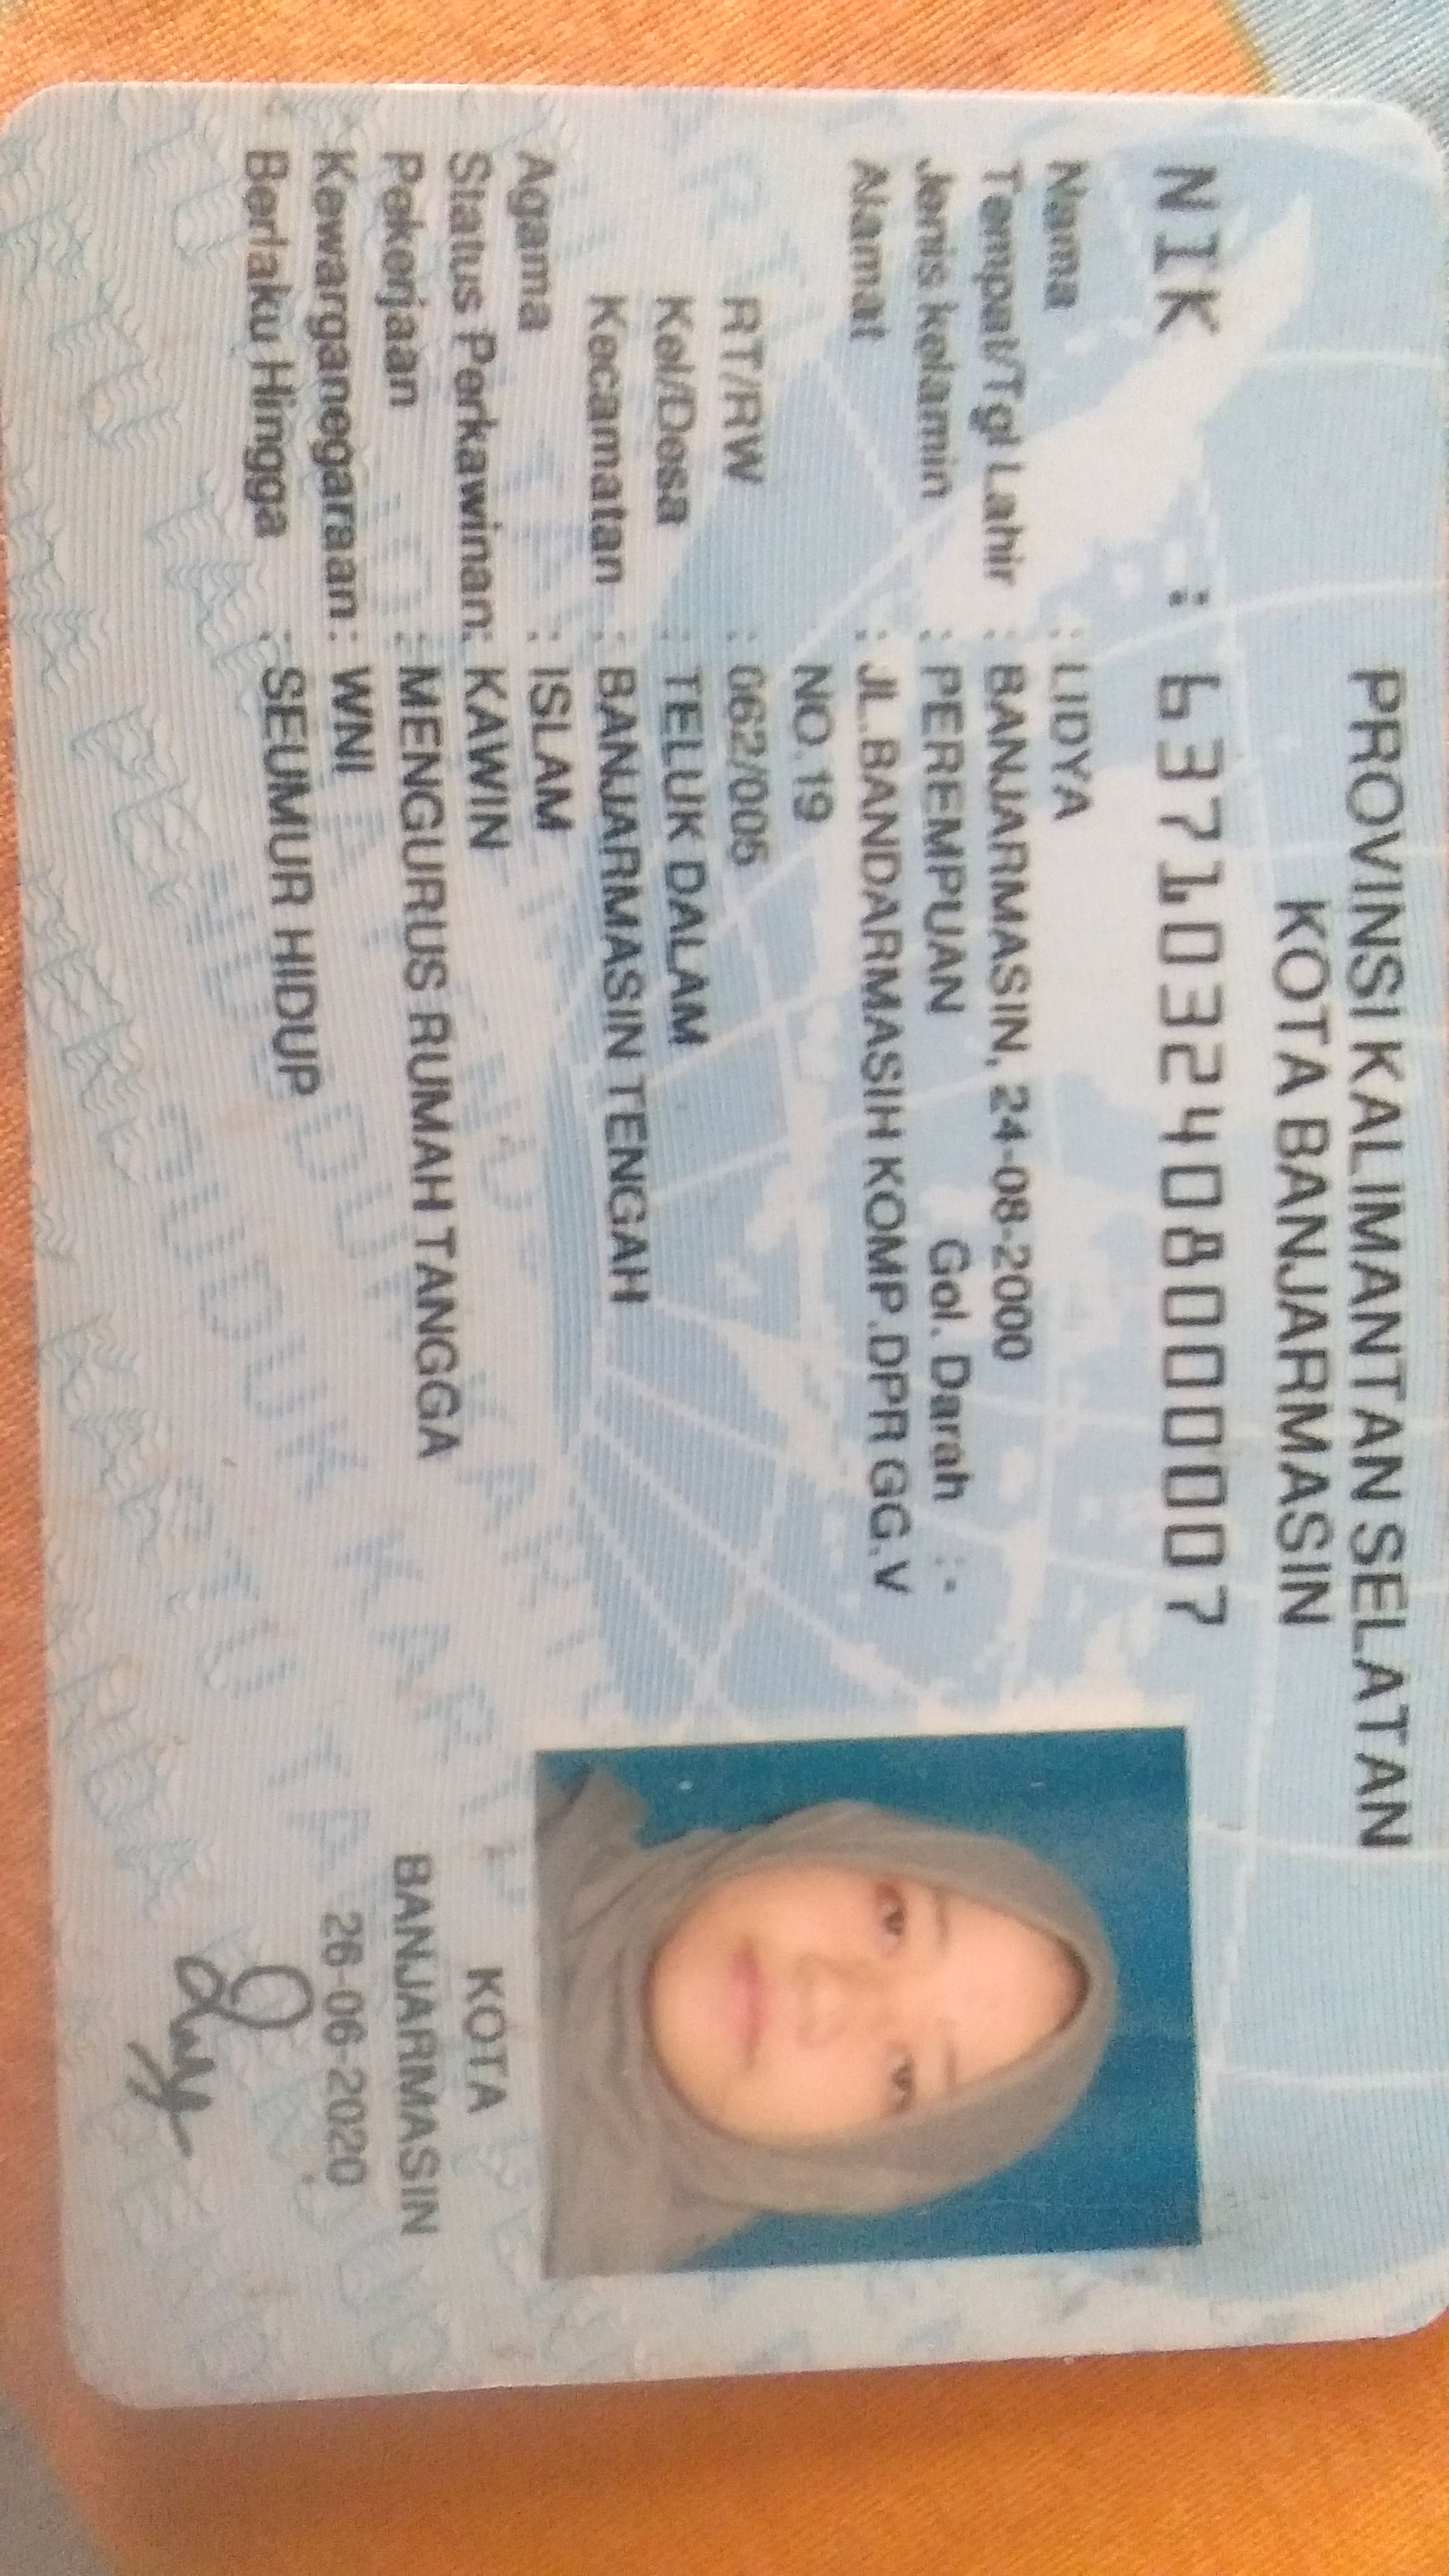 PROVINSI KALIMANTAN SELATAN
KOTA BANJARMASIN
NIK : 6371032408000007
Nama : LIDYA
Tempat/Tgl Lahir : BANJARMASIN, 24-08-2000
Jenis kelamin : PEREMPUAN Gol. Darah : -
Alamat : JL.BANDARMASIH KOMP.DPR GG.V
NO.19
RT/RW : 062/005
Kel/Desa : TELUK DALAM
Kecamatan : BANJARMASIN TENGAH
Agama : ISLAM
Status Perkawinan: KAWIN
Pekerjaan : MENGURUS RUMAH TANGGA
Kewarganegaraan: WNI
Berlaku Hingga : SEUMUR HIDUP
KOTA
BANJARMASIN
26-06-2020